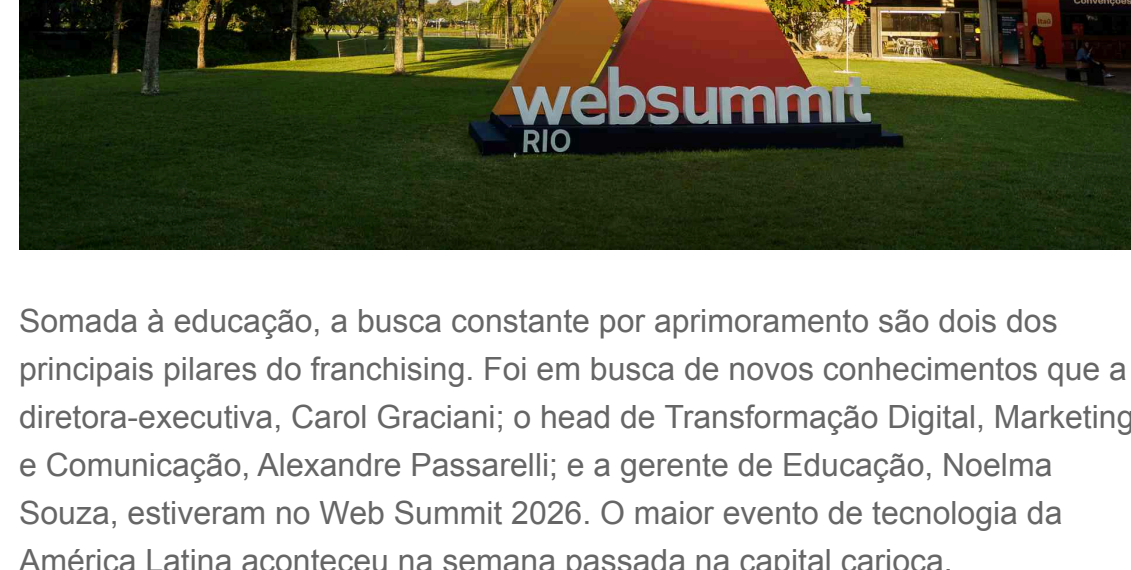 Convenções
itaú
websummit
RIO
Somada à educação, a busca constante por aprimoramento são dois dos
principais pilares do franchising. Foi em busca de novos conhecimentos que a
diretora-executiva, Carol Graciani; o head de Transformação Digital, Marketing
e Comunicação, Alexandre Passarelli; e a gerente de Educação, Noelma
Souza, estiveram no Web Summit 2026. O maior evento de tecnologia da
América Latina aconteceu na semana passada na capital carioca.